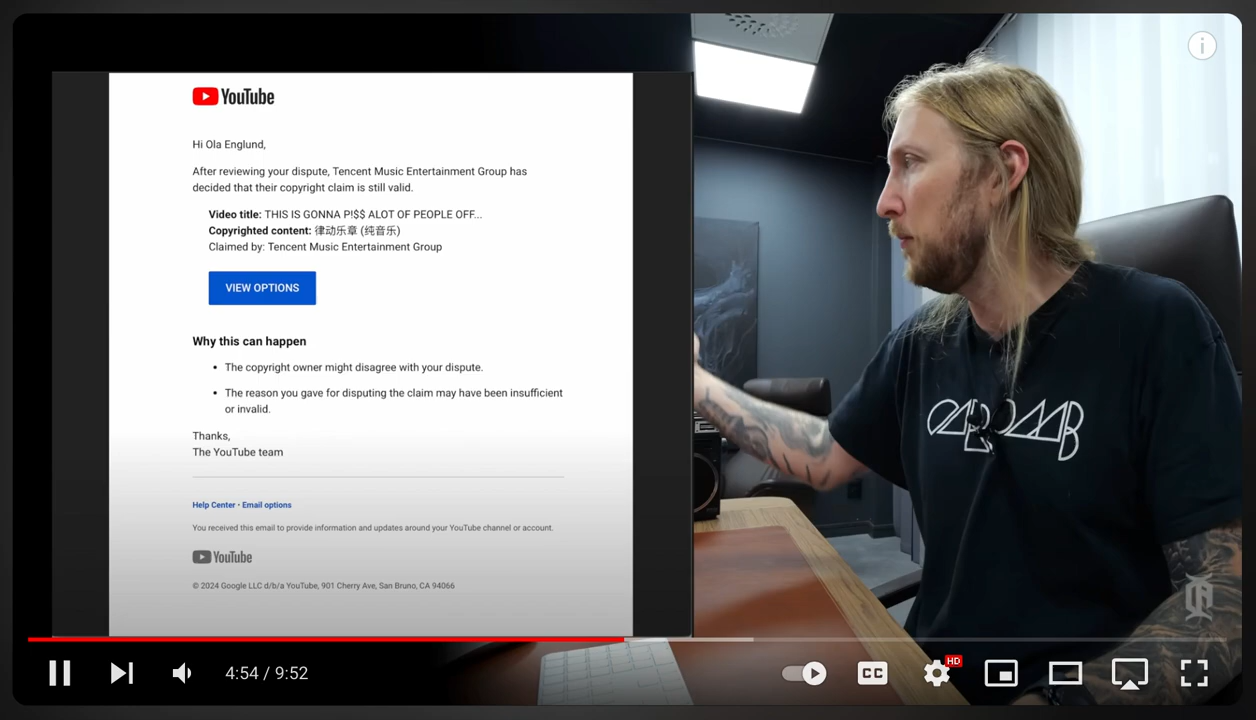 YouTube
Hi Ola Englund,
After reviewing your dispute, Tencent Music Entertainment Group has
decided that their copyright claim is still valid.
Video title: THIS IS GONNA P!$$ ALOT OF PEOPLE OFF...
Copyrighted content: 律动乐章 (纯音乐)
Claimed by: Tencent Music Entertainment Group
VIEW OPTIONS
Why this can happen
• The copyright owner might disagree with your dispute.
• The reason you gave for disputing the claim may have been insufficient
or invalid.
Thanks,
The YouTube team
Help Center • Email options
You received this email to provide information and updates around your YouTube channel or account.
YouTube
© 2024 Google LLC d/b/a YouTube, 901 Cherry Ave, San Bruno, CA 94066
4:54 / 9:52
CC
HD